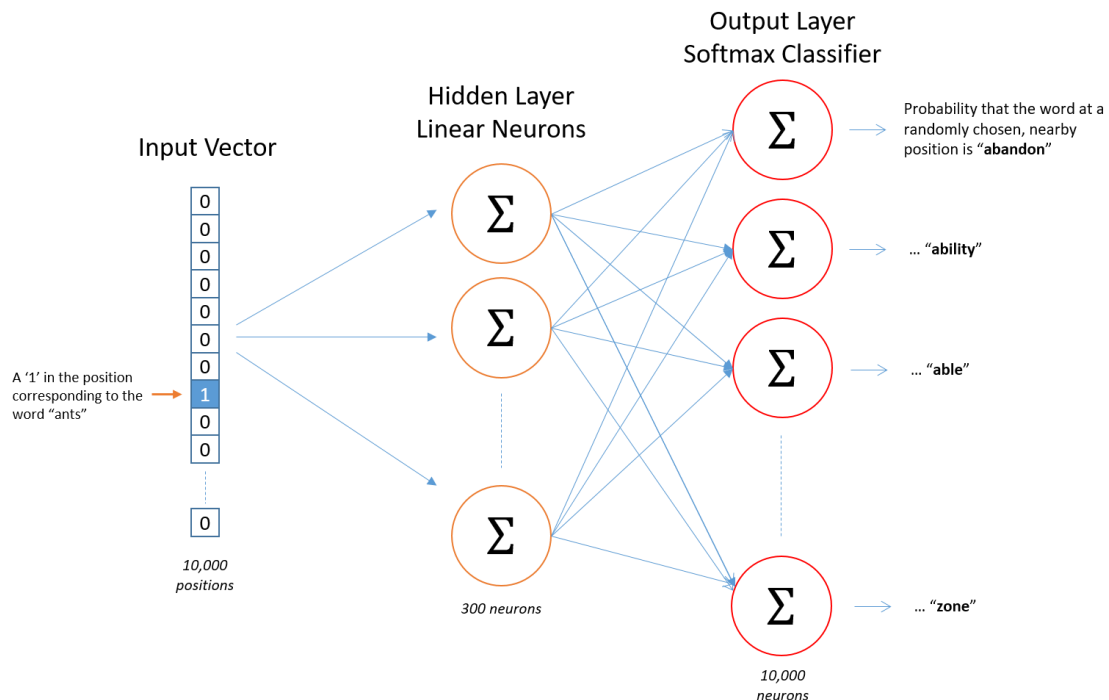 Output Layer
Softmax Classifier
Hidden Layer
Linear Neurons
Input Vector
Probability that the word at a
randomly chosen, nearby
position is “abandon”
0
0
0
0
0
0
0
A ‘1’ in the position
corresponding to the
word “ants”
1
0
0
0
10,000
positions
Σ
Σ
Σ
300 neurons
Σ
Σ
Σ
Σ
10,000
neurons
... “ability”
... “able”
... “zone”